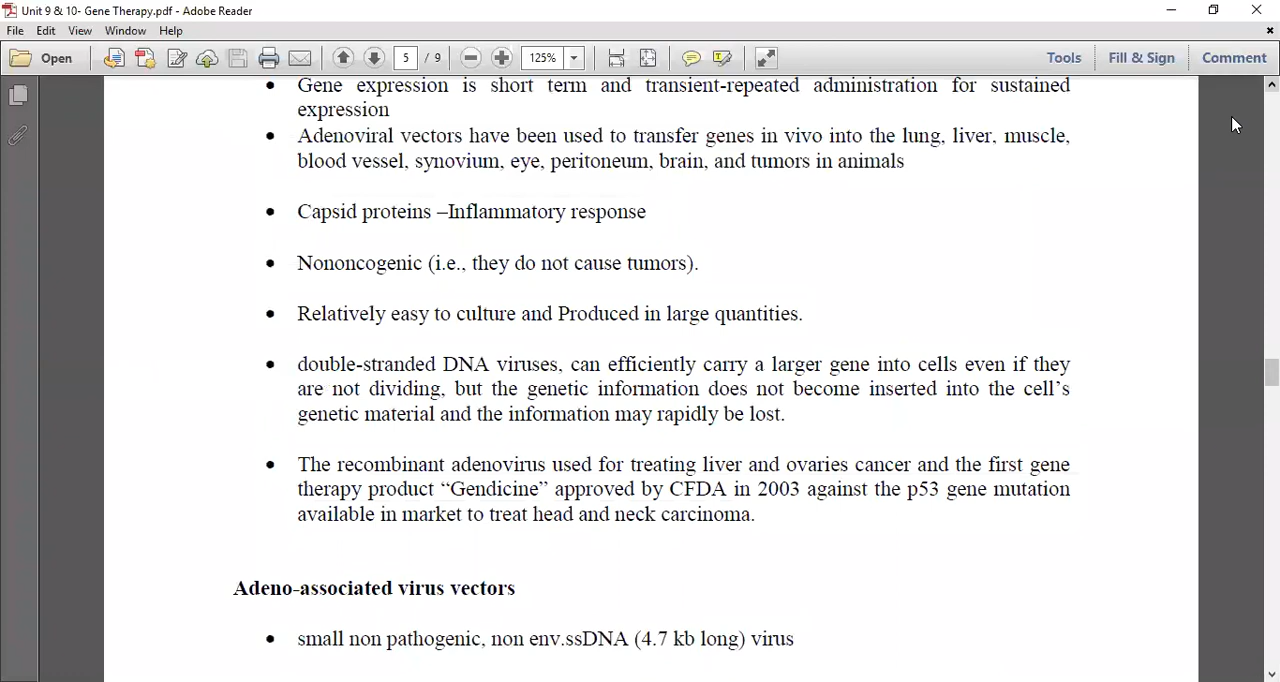 Unit 9 & 10- Gene Therapy.pdf - Adobe Reader
File Edit View Window Help
Open 5 / 9 125% Tools Fill & Sign Comment
• Gene expression is short term and transient-repeated administration for sustained
expression
• Adenoviral vectors have been used to transfer genes in vivo into the lung, liver, muscle,
blood vessel, synovium, eye, peritoneum, brain, and tumors in animals
• Capsid proteins –Inflammatory response
• Nononcogenic (i.e., they do not cause tumors).
• Relatively easy to culture and Produced in large quantities.
• double-stranded DNA viruses, can efficiently carry a larger gene into cells even if they
are not dividing, but the genetic information does not become inserted into the cell’s
genetic material and the information may rapidly be lost.
• The recombinant adenovirus used for treating liver and ovaries cancer and the first gene
therapy product “Gendicine” approved by CFDA in 2003 against the p53 gene mutation
available in market to treat head and neck carcinoma.
Adeno-associated virus vectors
• small non pathogenic, non env.ssDNA (4.7 kb long) virus